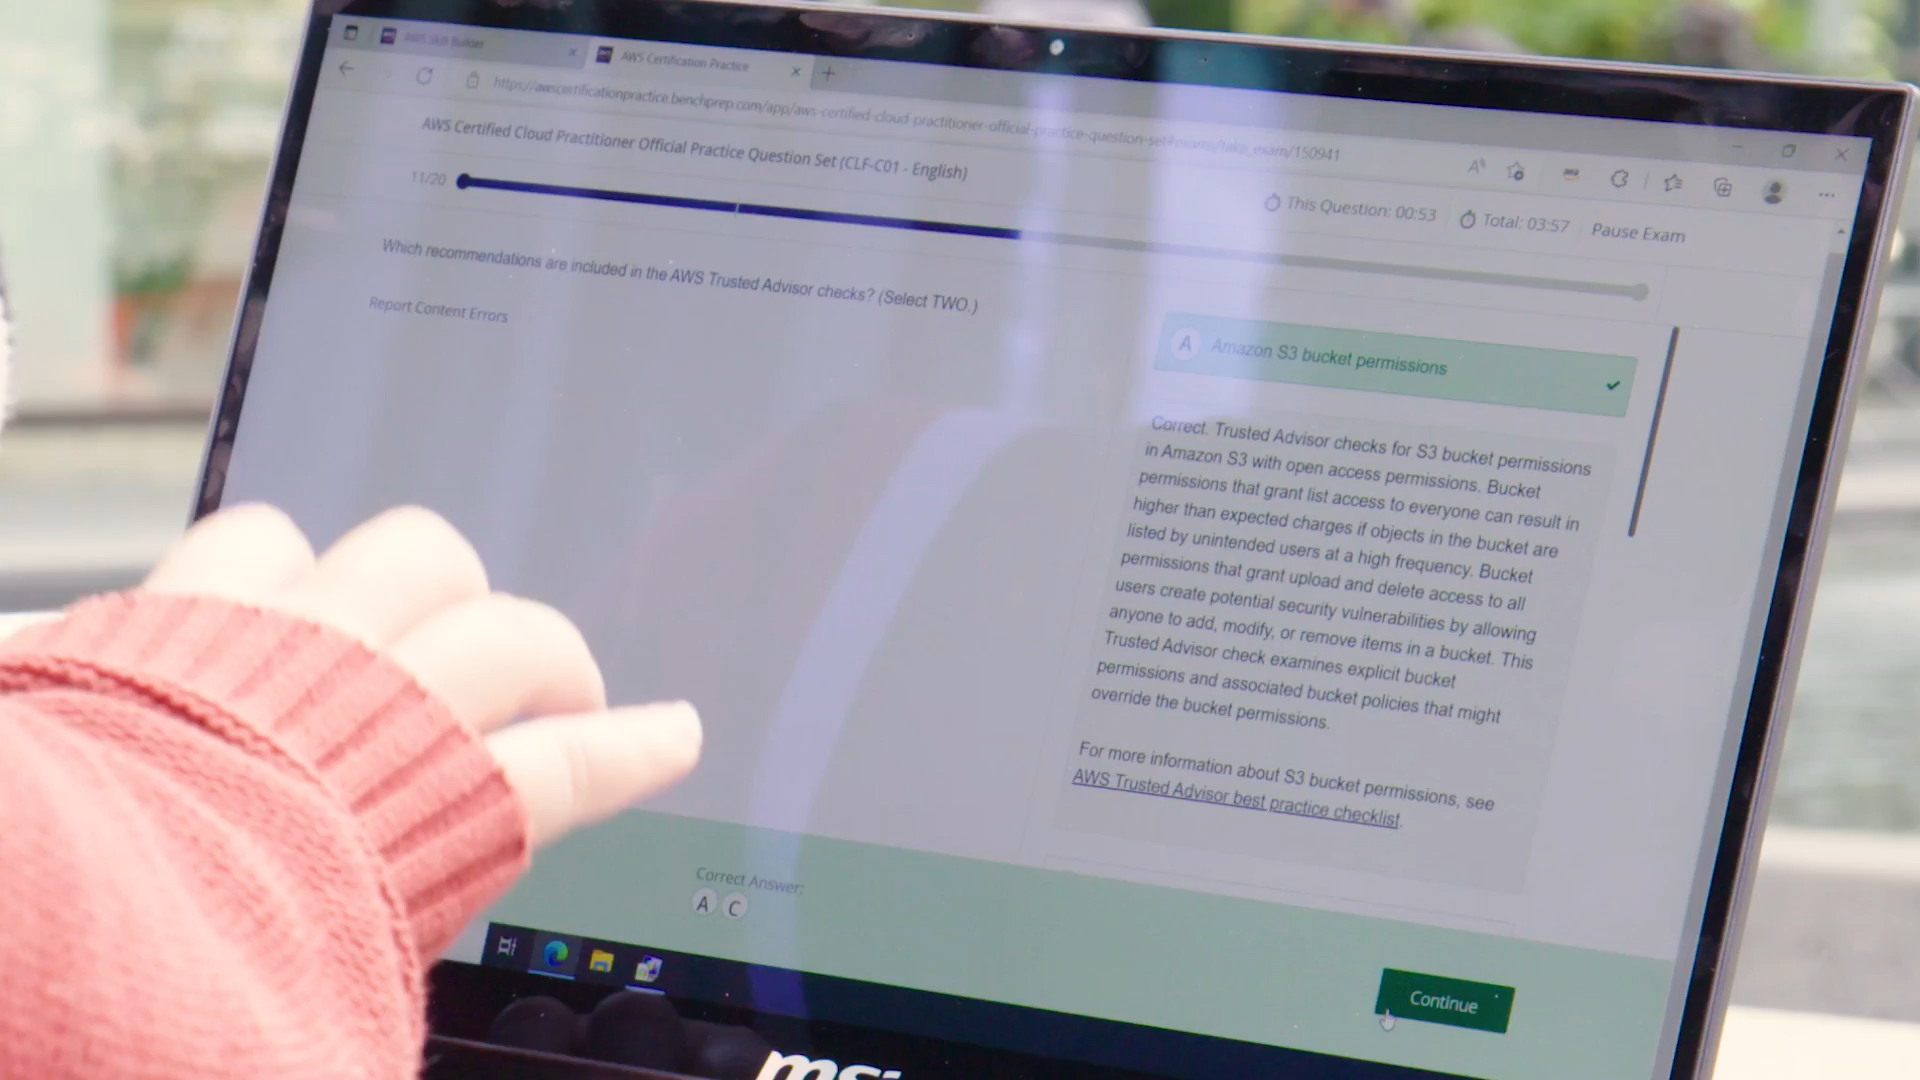 AWS Skill Builder
AWS Certification Practice
https://awscertificationpractice.benchprep.com/app/aws-certified-cloud-practitioner-official-practice-question-set#exams/take_exam/150941
AWS Certified Cloud Practitioner Official Practice Question Set (CLF-C01 - English)
11/20
This Question: 00:53
Total: 03:57
Pause Exam
Which recommendations are included in the AWS Trusted Advisor checks? (Select TWO.)
Report Content Errors
A Amazon S3 bucket permissions
Correct. Trusted Advisor checks for S3 bucket permissions
in Amazon S3 with open access permissions. Bucket
permissions that grant list access to everyone can result in
higher than expected charges if objects in the bucket are
listed by unintended users at a high frequency. Bucket
permissions that grant upload and delete access to all
users create potential security vulnerabilities by allowing
anyone to add, modify, or remove items in a bucket. This
Trusted Advisor check examines explicit bucket
permissions and associated bucket policies that might
override the bucket permissions.
For more information about S3 bucket permissions, see
AWS Trusted Advisor best practice checklist.
Correct Answer:
A C
Continue
msi